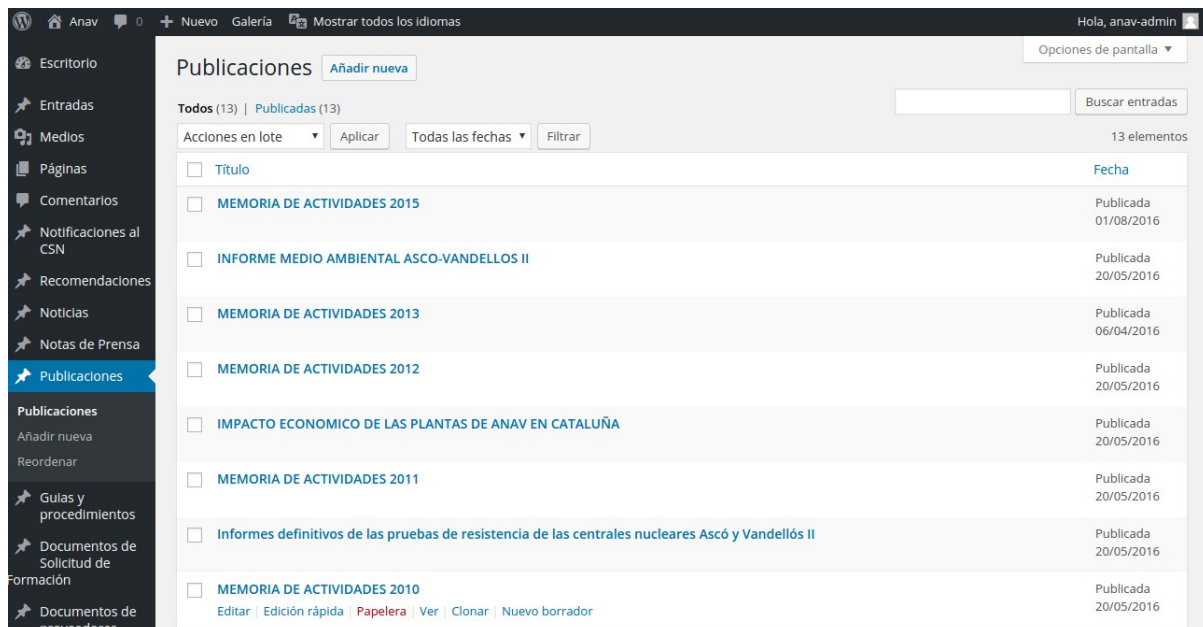 Anav 0 Nuevo Galería Mostrar todos los idiomas Hola, anav-admin
Opciones de pantalla
Escritorio
Entradas
Medios
Páginas
Comentarios
Notificaciones al
CSN
Recomendaciones
Noticias
Notas de Prensa
Publicaciones
Publicaciones
Añadir nueva
Reordenar
Guias y
procedimientos
Documentos de
Solicitud de
Formación
Documentos de
Publicaciones Añadir nueva
Todos (13) | Publicadas (13)
Buscar entradas
Acciones en lote Aplicar Todas las fechas Filtrar 13 elementos
Título Fecha
MEMORIA DE ACTIVIDADES 2015 Publicada
01/08/2016
INFORME MEDIO AMBIENTAL ASCO-VANDELLOS II Publicada
20/05/2016
MEMORIA DE ACTIVIDADES 2013 Publicada
06/04/2016
MEMORIA DE ACTIVIDADES 2012 Publicada
20/05/2016
IMPACTO ECONOMICO DE LAS PLANTAS DE ANAV EN CATALUÑA Publicada
20/05/2016
MEMORIA DE ACTIVIDADES 2011 Publicada
20/05/2016
Informes definitivos de las pruebas de resistencia de las centrales nucleares Ascó y Vandellós II Publicada
20/05/2016
MEMORIA DE ACTIVIDADES 2010 Publicada
Editar | Edición rápida | Papelera | Ver | Clonar | Nuevo borrador 20/05/2016